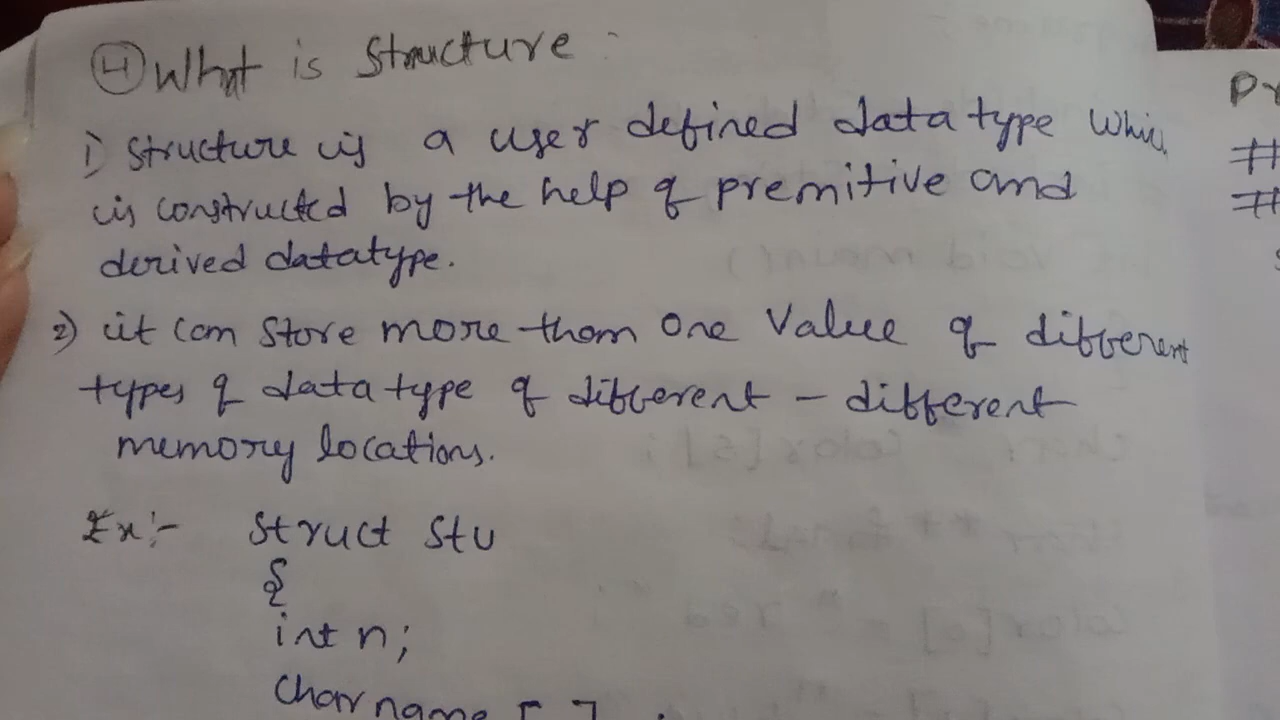 ④ What is Structure
1) Structure is a user defined data type
is constructed by the help of premitive and
derived datatype.
2) it can store more than one Value of different
types of data type of different - different
memory locations.
Ex:- Struct Stu
{
int n;
Char name [ ] ;
#
#